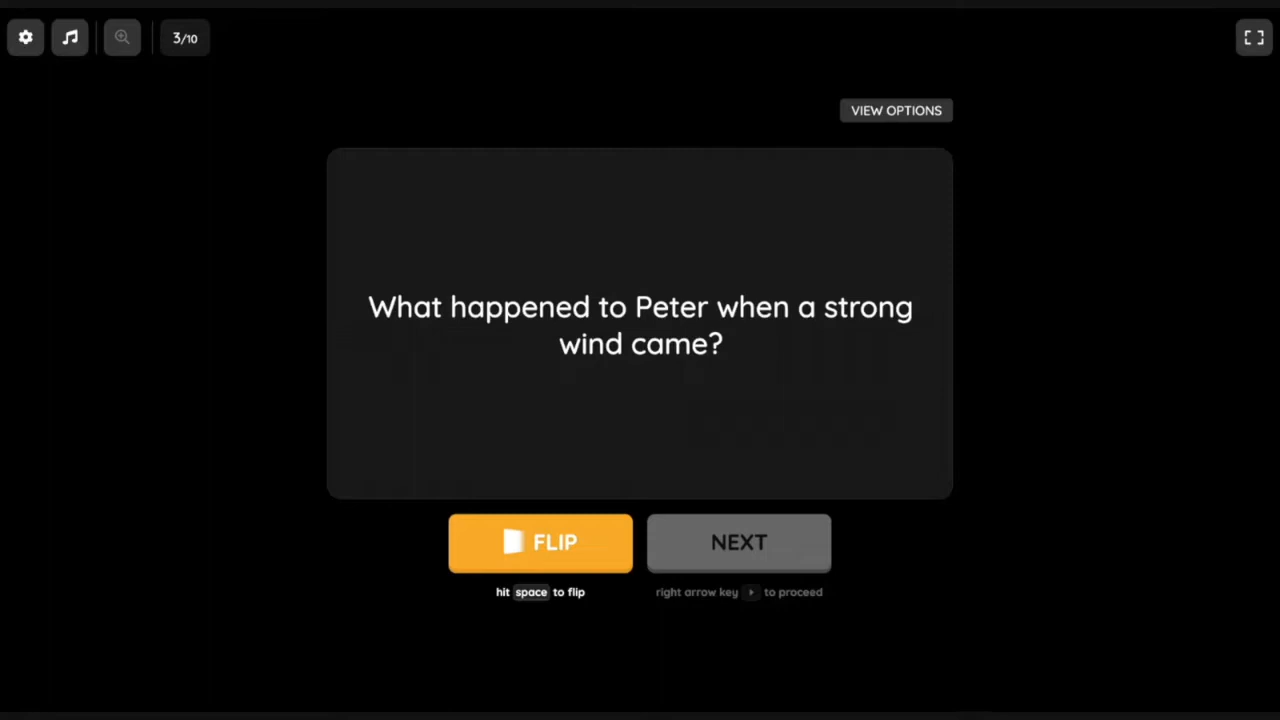 3/10
VIEW OPTIONS
What happened to Peter when a strong
wind came?
FLIP
NEXT
hit space to flip
right arrow key to proceed